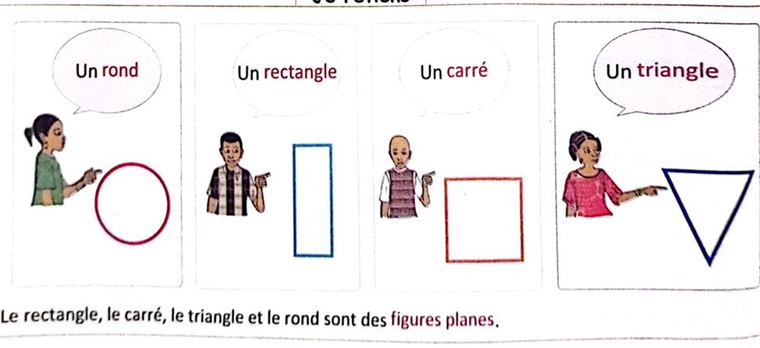 Un rond
Un rectangle
Un carré
Un triangle
Le rectangle, le carré, le triangle et le rond sont des figures planes.